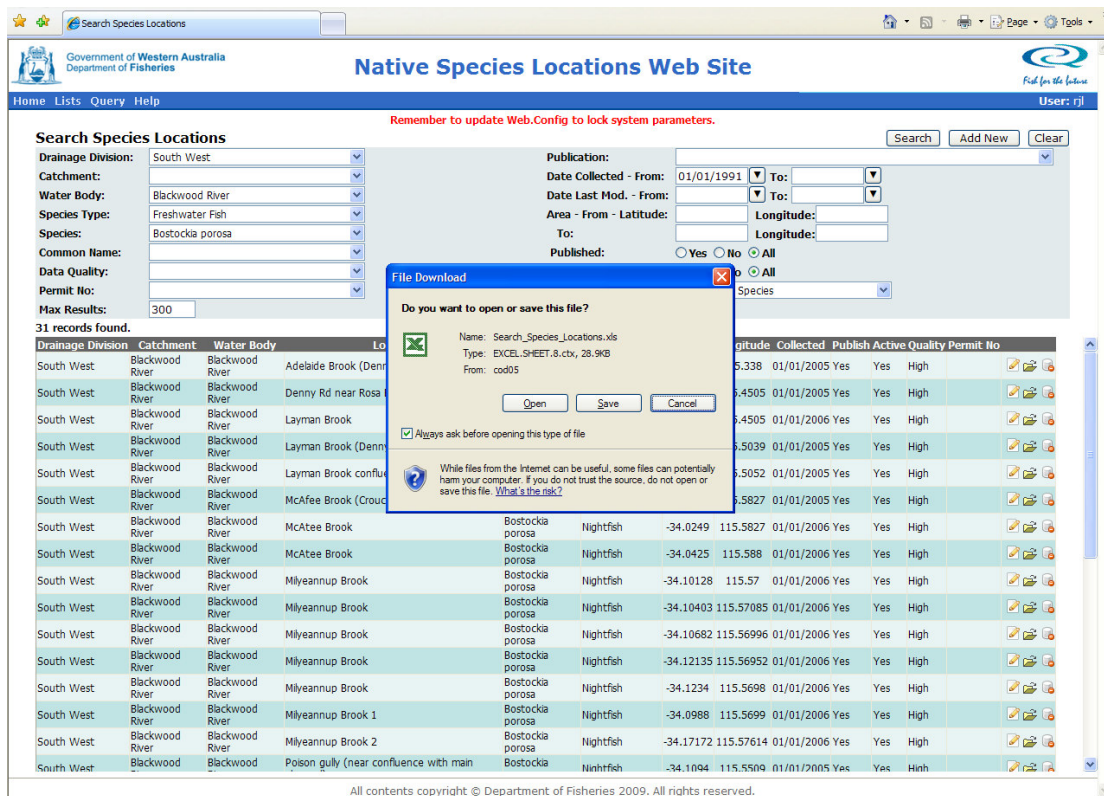 Search Species Locations
Page
Tools
Government of Western Australia
Department of Fisheries
Native Species Locations Web Site
Fish for the future
Home Lists Query Help
User: rjl
Remember to update Web.Config to lock system parameters.
Search Species Locations
Search Add New Clear
Drainage Division: South West
Publication:
Catchment:
Date Collected - From: 01/01/1991 To:
Water Body: Blackwood River
Date Last Mod. - From: To:
Species Type: Freshwater Fish
Area - From - Latitude: Longitude:
Species: Bostockia porosa
To: Longitude:
Common Name:
Published: Yes No All
Data Quality:
o All
Permit No:
Species
Max Results: 300
31 records found.
File Download
Do you want to open or save this file?
Name: Search_Species_Locations.xls
Type: EXCEL.SHEET.8.ctx, 28.9KB
From: cod05
Open Save Cancel
Always ask before opening this type of file
While files from the Internet can be useful, some files can potentially
harm your computer. If you do not trust the source, do not open or
save this file. What's the risk?
Drainage Division Catchment Water Body Lo gitude Collected Publish Active Quality Permit No
South West Blackwood River Blackwood River Adelaide Brook (Denn 5.338 01/01/2005 Yes Yes High
South West Blackwood River Blackwood River Denny Rd near Rosa 5.4505 01/01/2005 Yes Yes High
South West Blackwood River Blackwood River Layman Brook 5.4505 01/01/2006 Yes Yes High
South West Blackwood River Blackwood River Layman Brook (Denny 5.5039 01/01/2005 Yes Yes High
South West Blackwood River Blackwood River Layman Brook conflue 5.5052 01/01/2005 Yes Yes High
South West Blackwood River Blackwood River McAfee Brook (Crouc 5.5827 01/01/2005 Yes Yes High
South West Blackwood River Blackwood River McAtee Brook Bostockia porosa Nightfish -34.0249 115.5827 01/01/2006 Yes Yes High
South West Blackwood River Blackwood River McAtee Brook Bostockia porosa Nightfish -34.0425 115.588 01/01/2006 Yes Yes High
South West Blackwood River Blackwood River Milyeannup Brook Bostockia porosa Nightfish -34.10128 115.57 01/01/2006 Yes Yes High
South West Blackwood River Blackwood River Milyeannup Brook Bostockia porosa Nightfish -34.10403 115.57085 01/01/2006 Yes Yes High
South West Blackwood River Blackwood River Milyeannup Brook Bostockia porosa Nightfish -34.10682 115.56996 01/01/2006 Yes Yes High
South West Blackwood River Blackwood River Milyeannup Brook Bostockia porosa Nightfish -34.12135 115.56952 01/01/2006 Yes Yes High
South West Blackwood River Blackwood River Milyeannup Brook Bostockia porosa Nightfish -34.1234 115.5698 01/01/2006 Yes Yes High
South West Blackwood River Blackwood River Milyeannup Brook 1 Bostockia porosa Nightfish -34.0988 115.5699 01/01/2006 Yes Yes High
South West Blackwood River Blackwood River Milyeannup Brook 2 Bostockia porosa Nightfish -34.17172 115.57614 01/01/2006 Yes Yes High
South West Blackwood Blackwood Poison gully (near confluence with main Bostockia Nightfish -34.1094 115.5509 01/01/2005 Yes Yes High
All contents copyright © Department of Fisheries 2009. All rights reserved.